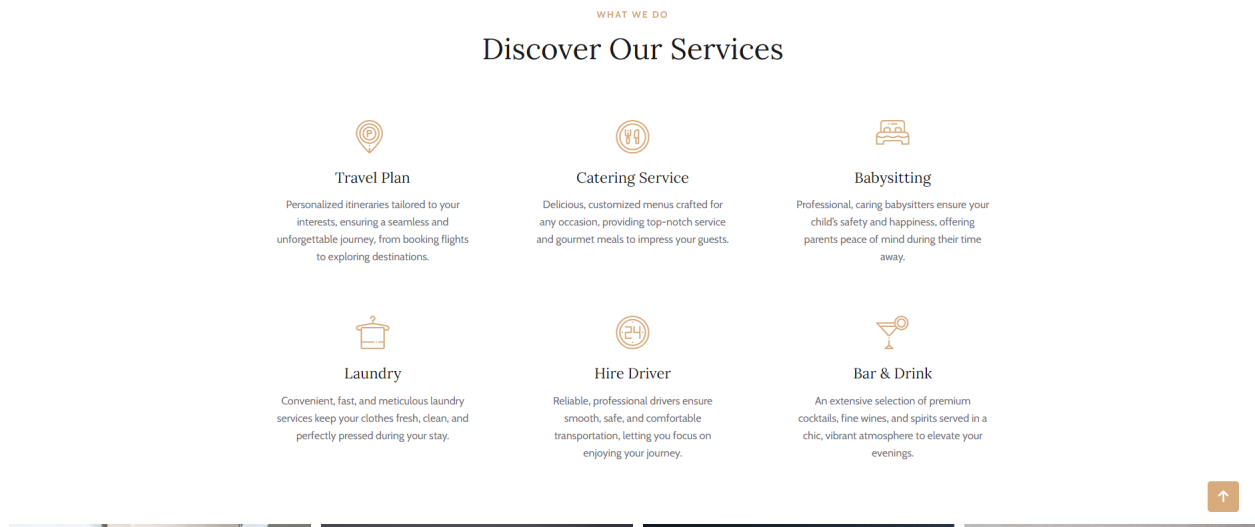 WHAT WE DO
Discover Our Services
P
Travel Plan
Personalized itineraries tailored to your
interests, ensuring a seamless and
unforgettable journey, from booking flights
to exploring destinations.
Catering Service
Delicious, customized menus crafted for
any occasion, providing top-notch service
and gourmet meals to impress your guests.
Babysitting
Professional, caring babysitters ensure your
child's safety and happiness, offering
parents peace of mind during their time
away.
Laundry
Convenient, fast, and meticulous laundry
services keep your clothes fresh, clean, and
perfectly pressed during your stay.
24
Hire Driver
Reliable, professional drivers ensure
smooth, safe, and comfortable
transportation, letting you focus on
enjoying your journey.
Bar & Drink
An extensive selection of premium
cocktails, fine wines, and spirits served in a
chic, vibrant atmosphere to elevate your
evenings.